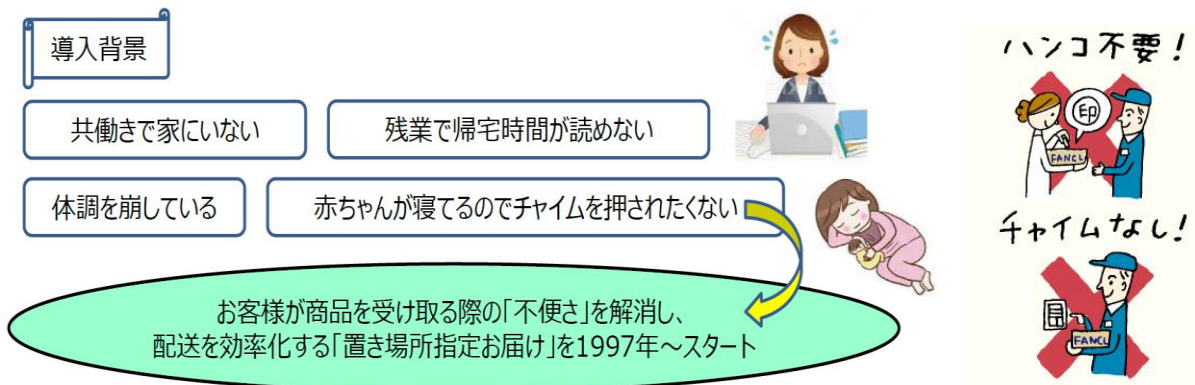 導入背景
共働きで家にいない
残業で帰宅時間が読めない
体調を崩している
赤ちゃんが寝てるのでチャイムを押されたくない
お客様が商品を受け取る際の「不便さ」を解消し、
配送を効率化する「置き場所指定お届け」を1997年～スタート
ハンコ不要！
印
FANCL
チャイムなし！
FANCL